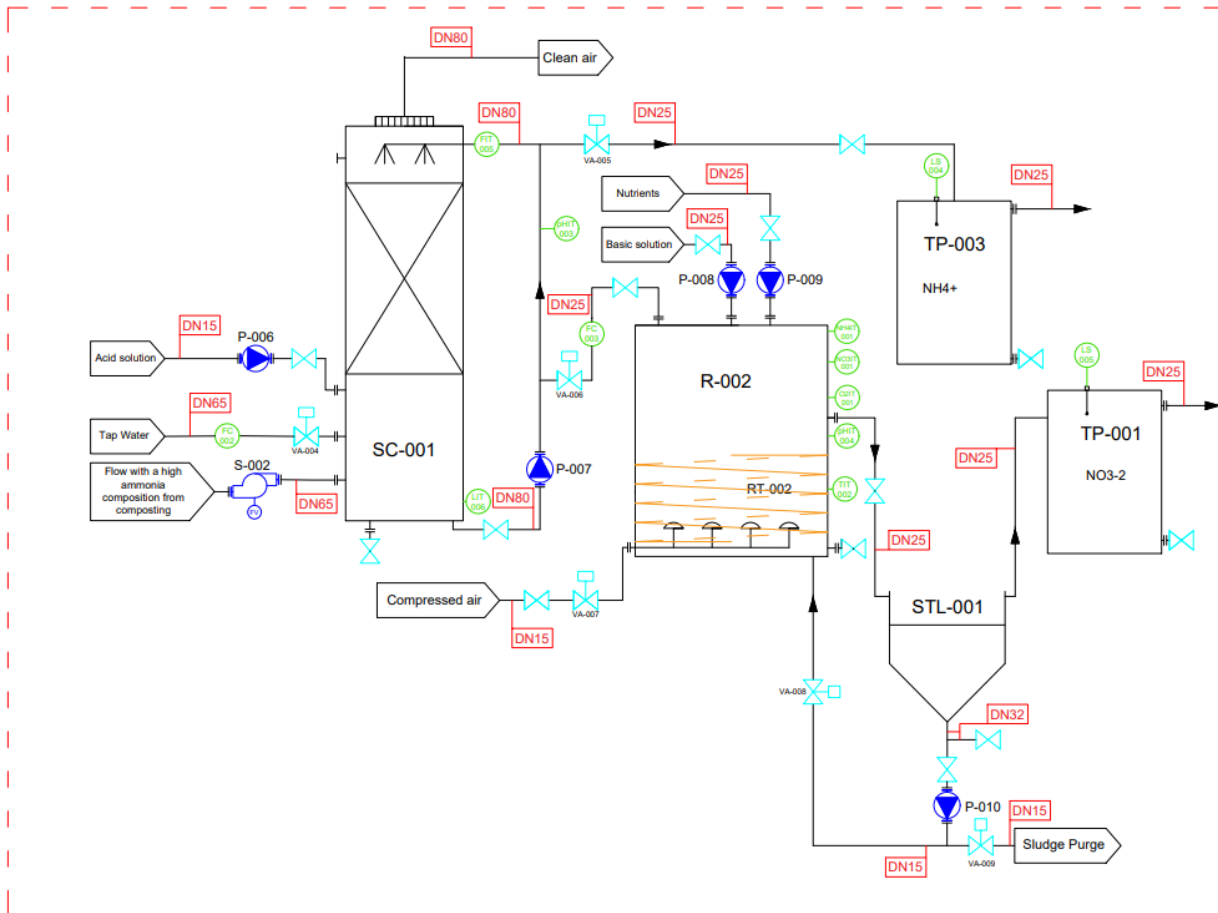 DN80
Clean air
DN80
DN25
FIT
005
VA-005
LS
004
DN25
Nutrients
DN25
DN25
Basic solution
pHIT
003
TP-003
NH4+
P-008
P-009
DN25
FC
003
DN15
P-006
Acid solution
VA-006
R-002
NH4IT
001
NO3IT
001
O2IT
001
LS
005
DN25
DN65
Tap Water
FC
002
VA-004
SC-001
pHIT
004
TP-001
NO3-2
DN25
Flow with a high
ammonia
composition from
composting
S-002
FV
DN65
P-007
LIT
006
DN80
RT-002
TIT
002
DN25
Compressed air
DN15
VA-007
STL-001
VA-008
DN32
P-010
DN15
DN15
VA-009
Sludge Purge